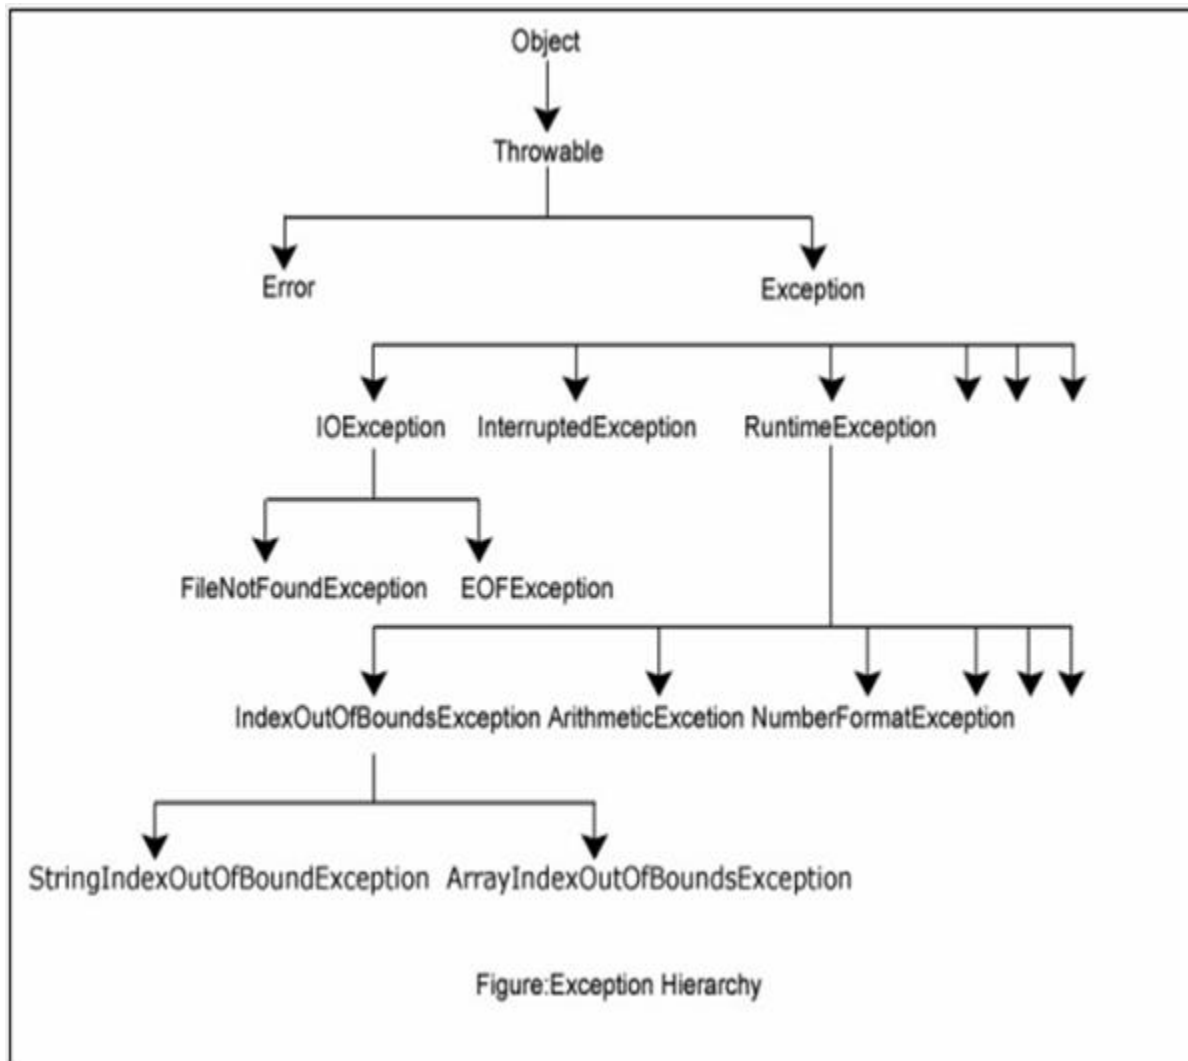 Object
Throwable
Error Exception
IOException InterruptedException RuntimeException
FileNotFoundException EOFException
IndexOutOfBoundsException ArithmeticExcetion NumberFormatException
StringIndexOutOfBoundException ArrayIndexOutOfBoundsException
Figure:Exception Hierarchy